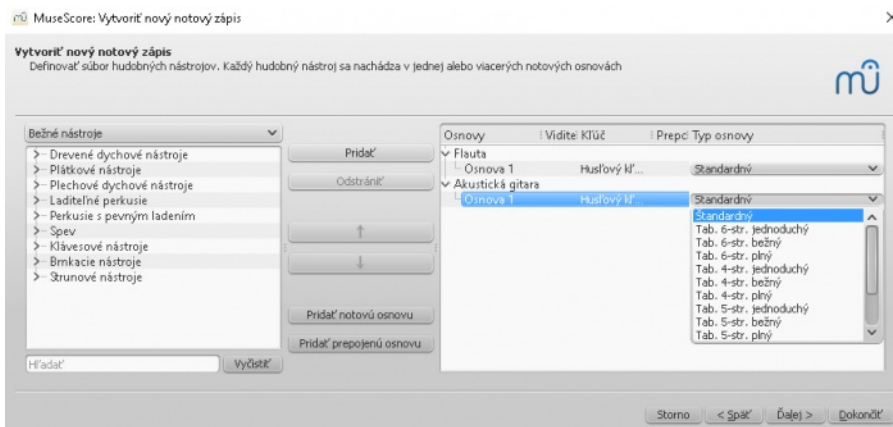 MuseScore: Vytvoriť nový notový zápis
Vytvoriť nový notový zápis
Definovať súbor hudobných nástrojov. Každý hudobný nástroj sa nachádza v jednej alebo viacerých notových osnovách
Bežné nástroje
Drevené dychové nástroje
Plátkové nástroje
Plechové dychové nástroje
Laditeľné perkusie
Perkusie s pevným ladením
Spev
Klávesové nástroje
Brnkacie nástroje
Strunové nástroje
Hľadať
Vyčistiť
Pridať
Odstrániť
Pridať notovú osnovu
Pridať prepojenú osnovu
Osnovy Vidite Kľúč Prepo Typ osnovy
Flauta
Osnova 1 Husľový kľ... Štandardný
Akustická gitara
Osnova 1 Husľový kľ... Štandardný
Štandardný
Tab. 6-str. jednoduchý
Tab. 6-str. bežný
Tab. 6-str. plný
Tab. 4-str. jednoduchý
Tab. 4-str. bežný
Tab. 4-str. plný
Tab. 5-str. jednoduchý
Tab. 5-str. bežný
Tab. 5-str. plný
Storno < Späť Ďalej > Dokončiť